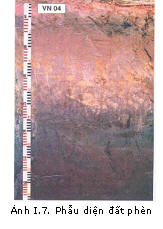 VN 04
Ảnh I.7. Phẫu diện đất phèn